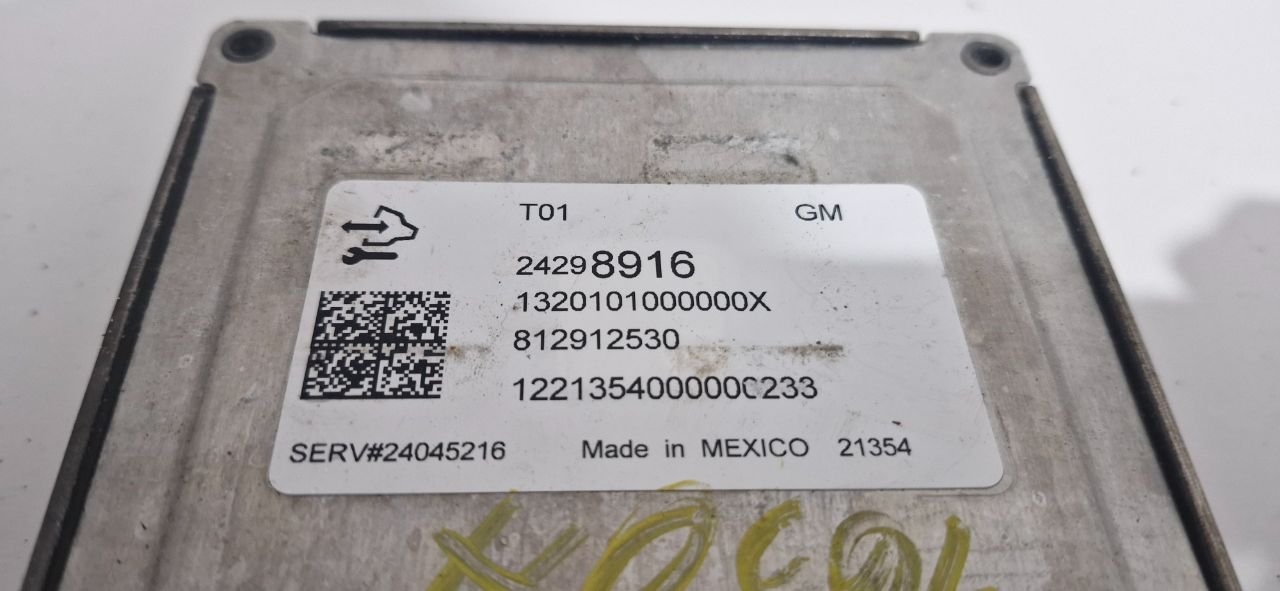 T01 GM
24298916
1320101000000X
812912530
1221354000000233
SERV#24045216 Made in MEXICO 21354